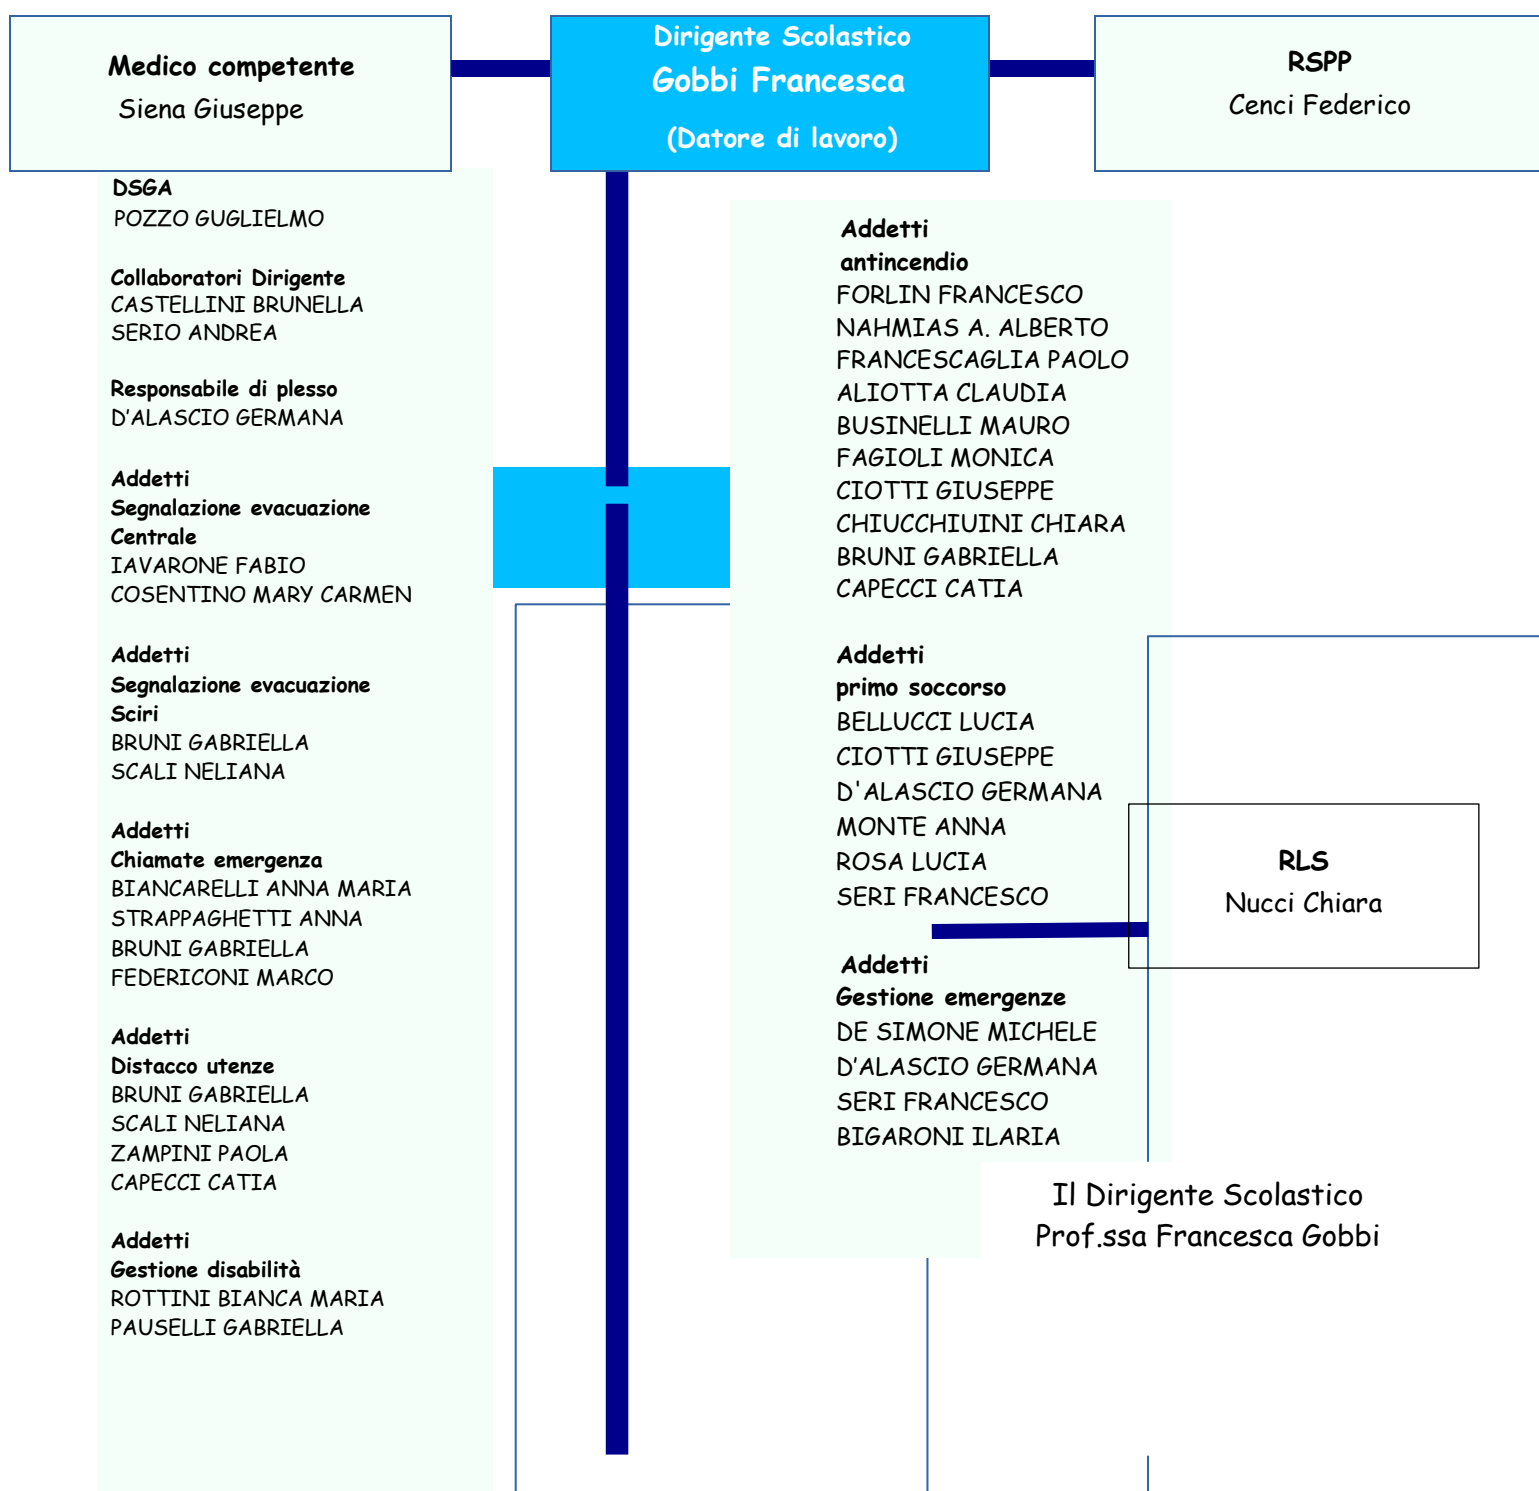 Medico competente
Siena Giuseppe
Dirigente Scolastico
Gobbi Francesca
(Datore di lavoro)
RSPP
Cenci Federico
DSGA
POZZO GUGLIELMO
Collaboratori Dirigente
CASTELLINI BRUNELLA
SERIO ANDREA
Responsabile di plesso
D’ALASCIO GERMANA
Addetti
Segnalazione evacuazione
Centrale
IAVARONE FABIO
COSENTINO MARY CARMEN
Addetti
Segnalazione evacuazione
Sciri
BRUNI GABRIELLA
SCALI NELIANA
Addetti
Chiamate emergenza
BIANCARELLI ANNA MARIA
STRAPPAGHETTI ANNA
BRUNI GABRIELLA
FEDERICONI MARCO
Addetti
Distacco utenze
BRUNI GABRIELLA
SCALI NELIANA
ZAMPINI PAOLA
CAPECCI CATIA
Addetti
Gestione disabilità
ROTTINI BIANCA MARIA
PAUSELLI GABRIELLA
Addetti
antincendio
FORLIN FRANCESCO
NAHMIAS A. ALBERTO
FRANCESCAGLIA PAOLO
ALIOTTA CLAUDIA
BUSINELLI MAURO
FAGIOLI MONICA
CIOTTI GIUSEPPE
CHIUCCHIUINI CHIARA
BRUNI GABRIELLA
CAPECCI CATIA
Addetti
primo soccorso
BELLUCCI LUCIA
CIOTTI GIUSEPPE
D'ALASCIO GERMANA
MONTE ANNA
ROSA LUCIA
SERI FRANCESCO
Addetti
Gestione emergenze
DE SIMONE MICHELE
D’ALASCIO GERMANA
SERI FRANCESCO
BIGARONI ILARIA
RLS
Nucci Chiara
Il Dirigente Scolastico
Prof.ssa Francesca Gobbi